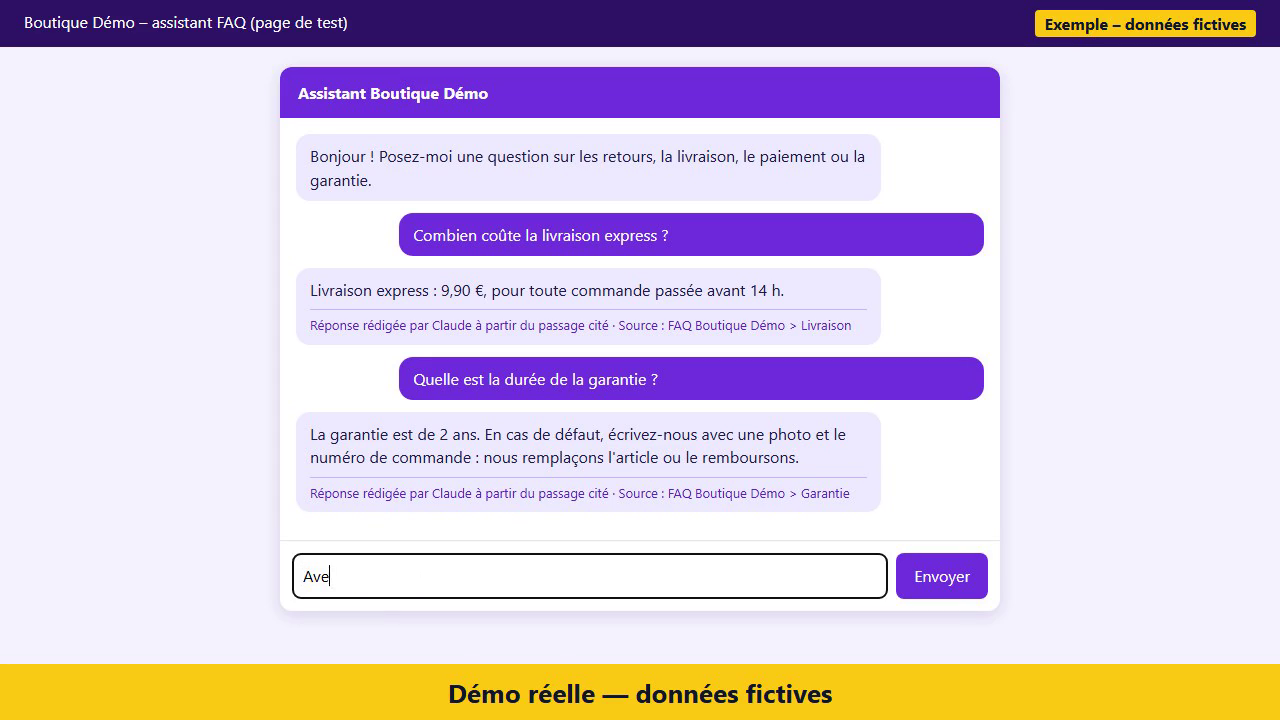 Boutique Démo – assistant FAQ (page de test)
Exemple – données fictives
Assistant Boutique Démo
Bonjour ! Posez-moi une question sur les retours, la livraison, le paiement ou la
garantie.
Combien coûte la livraison express ?
Livraison express : 9,90 €, pour toute commande passée avant 14 h.
Réponse rédigée par Claude à partir du passage cité · Source : FAQ Boutique Démo > Livraison
Quelle est la durée de la garantie ?
La garantie est de 2 ans. En cas de défaut, écrivez-nous avec une photo et le
numéro de commande : nous remplaçons l'article ou le remboursons.
Réponse rédigée par Claude à partir du passage cité · Source : FAQ Boutique Démo > Garantie
Ave
Envoyer
Démo réelle — données fictives